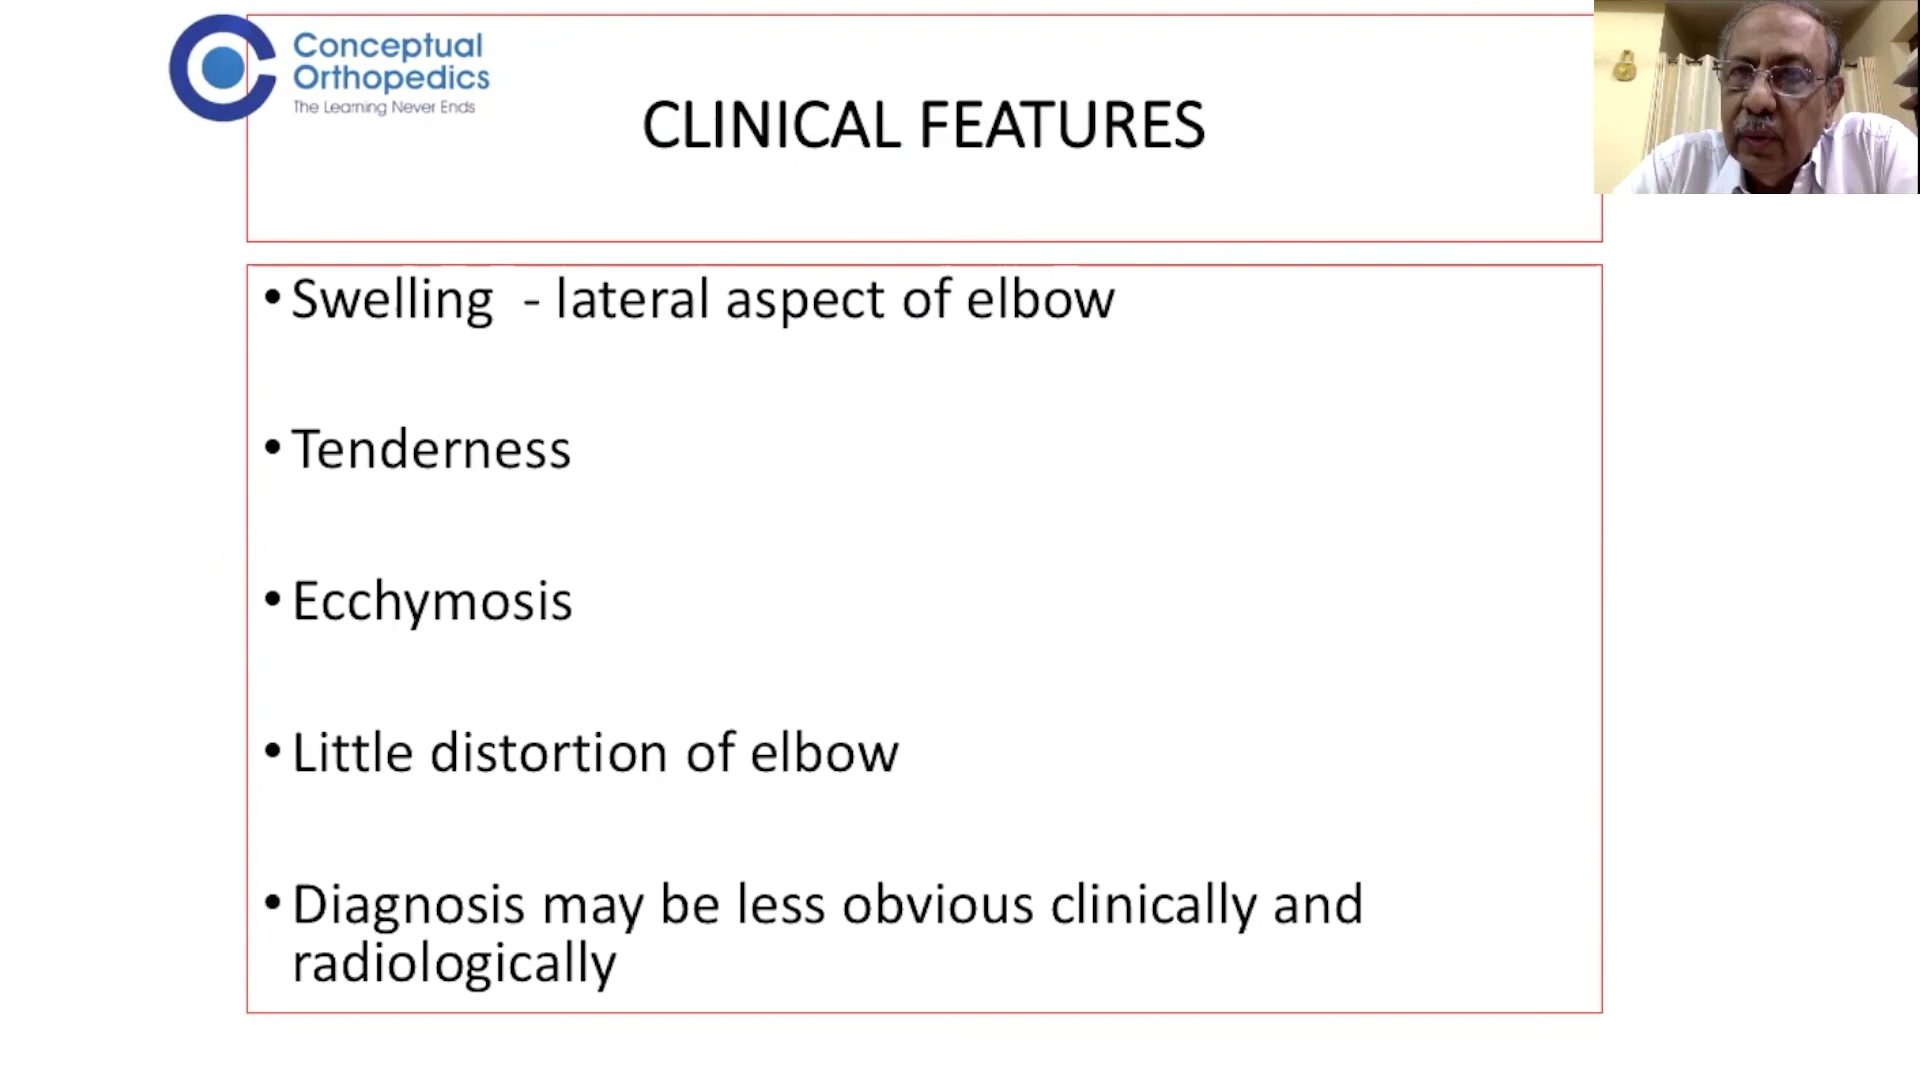 Conceptual
Orthopedics
The Learning Never Ends
CLINICAL FEATURES
• Swelling - lateral aspect of elbow
• Tenderness
• Ecchymosis
• Little distortion of elbow
• Diagnosis may be less obvious clinically and
radiologically